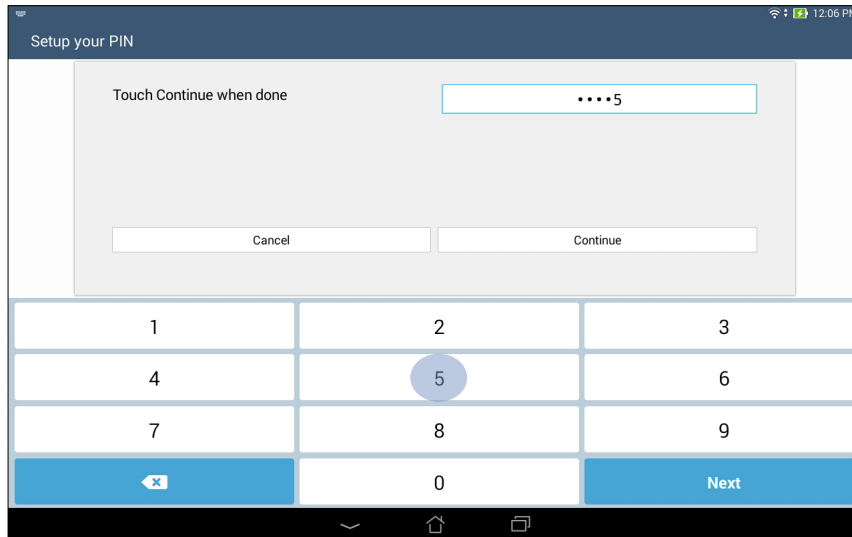 12:06 PM
Setup your PIN
Touch Continue when done
••••5
Cancel
Continue
1
2
3
4
5
6
7
8
9
0
Next